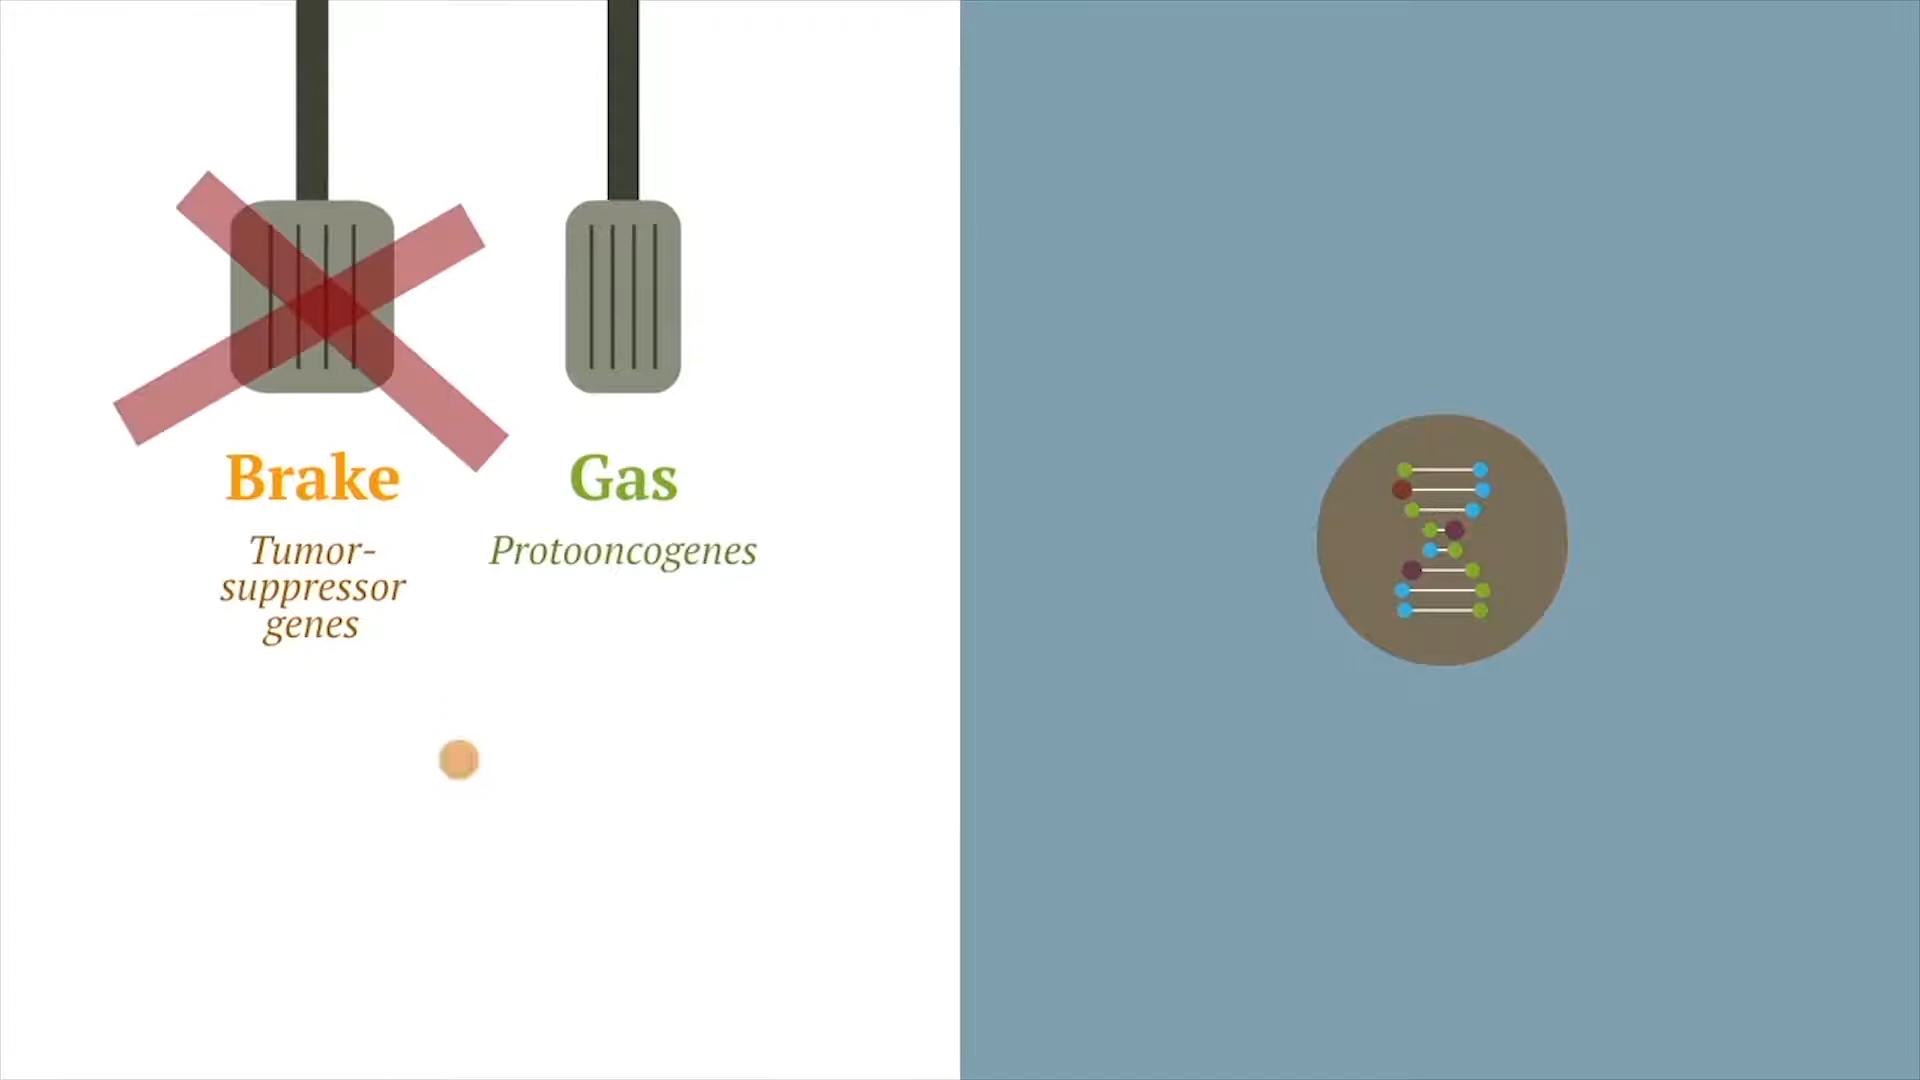 Brake
Tumor-
suppressor
genes
Gas
Protooncogenes